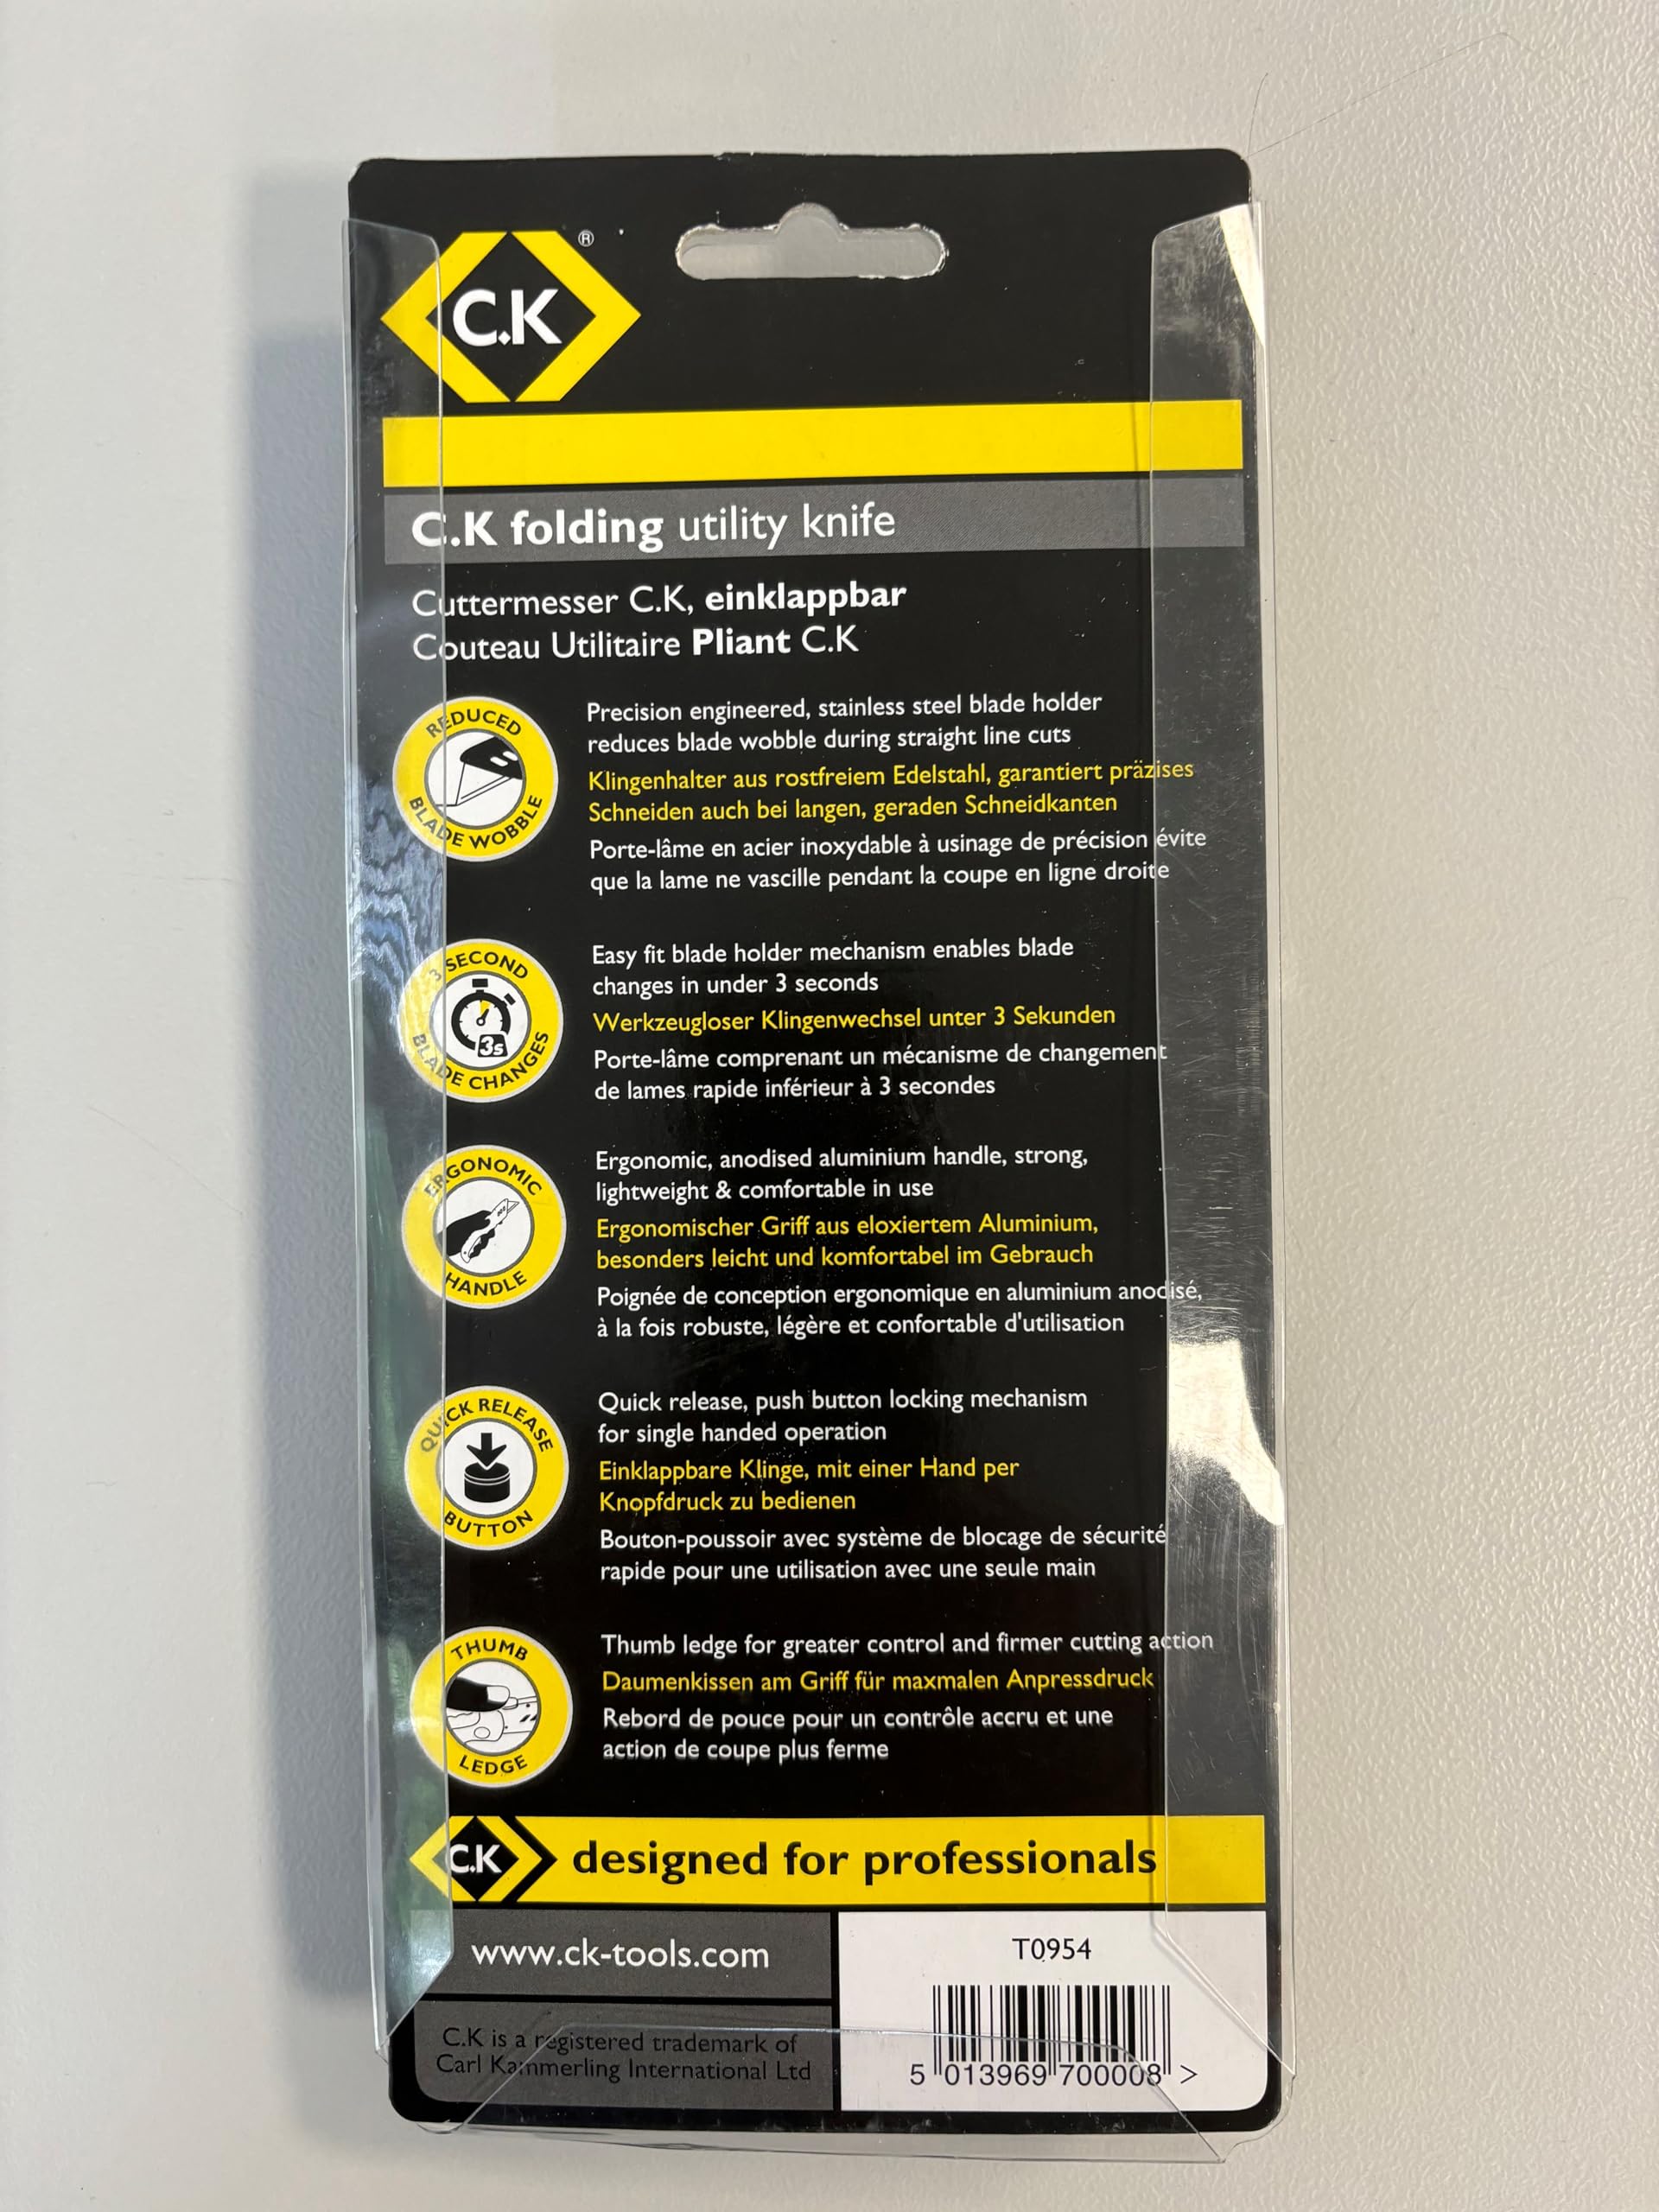 C.K ®
C.K folding utility knife
Cuttermesser C.K, einklappbar
Couteau Utilitaire Pliant C.K
REDUCED
BLADE WOBBLE
Precision engineered, stainless steel blade holder
reduces blade wobble during straight line cuts
Klingenhalter aus rostfreiem Edelstahl, garantiert präzises
Schneiden auch bei langen, geraden Schneidkanten
Porte-lâme en acier inoxydable à usinage de précision évite
que la lame ne vascille pendant la coupe en ligne droite
3 SECOND
3s
BLADE CHANGES
Easy fit blade holder mechanism enables blade
changes in under 3 seconds
Werkzeugloser Klingenwechsel unter 3 Sekunden
Porte-lâme comprenant un mécanisme de changement
de lames rapide inférieur à 3 secondes
ERGONOMIC
HANDLE
Ergonomic, anodised aluminium handle, strong,
lightweight & comfortable in use
Ergonomischer Griff aus eloxiertem Aluminium,
besonders leicht und komfortabel im Gebrauch
Poignée de conception ergonomique en aluminium anodisé,
à la fois robuste, légère et confortable d'utilisation
QUICK RELEASE
BUTTON
Quick release, push button locking mechanism
for single handed operation
Einklappbare Klinge, mit einer Hand per
Knopfdruck zu bedienen
Bouton-poussoir avec système de blocage de sécurité
rapide pour une utilisation avec une seule main
THUMB
LEDGE
Thumb ledge for greater control and firmer cutting action
Daumenkissen am Griff für maxmalen Anpressdruck
Rebord de pouce pour un contrôle accru et une
action de coupe plus ferme
C.K designed for professionals
www.ck-tools.com
C.K is a registered trademark of
Carl Kammerling International Ltd
T0954
5 013969 700008 >